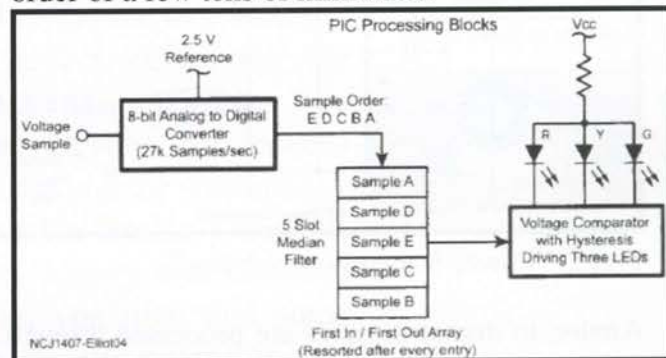 PIC Processing Blocks
Vcc
2.5 V
Reference
8-bit Analog to Digital
Converter
(27k Samples/sec)
Voltage
Sample
Sample Order
E D C B A
R Y G
5 Slot
Median
Filter
Sample A
Sample D
Sample E
Sample C
Sample B
Voltage Comparator
with Hysteresis
Driving Three LEDs
First In / First Out Array
(Resorted after every entry)
NCJ1407-Elliot04